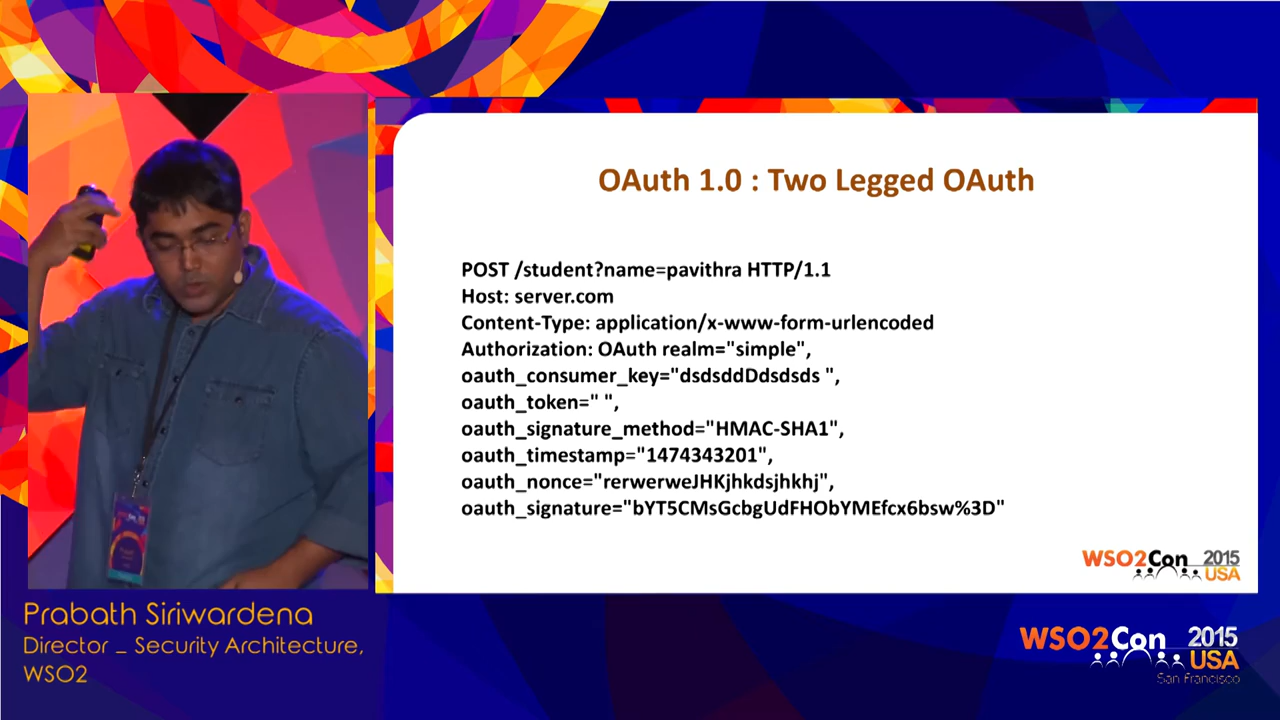 OAuth 1.0 : Two Legged OAuth
POST /student?name=pavithra HTTP/1.1
Host: server.com
Content-Type: application/x-www-form-urlencoded
Authorization: OAuth realm="simple",
oauth_consumer_key="dsdsddDdsdsds ",
oauth_token=" ",
oauth_signature_method="HMAC-SHA1",
oauth_timestamp="1474343201",
oauth_nonce="rerwerweJHKjhkdsjhkhj",
oauth_signature="bYT5CMsGcbgUdFHObYMEfcx6bsw%3D"
WSO2Con 2015
USA
Prabath Siriwardena
Director _ Security Architecture,
WSO2
WSO2Con 2015
USA
San Francisco